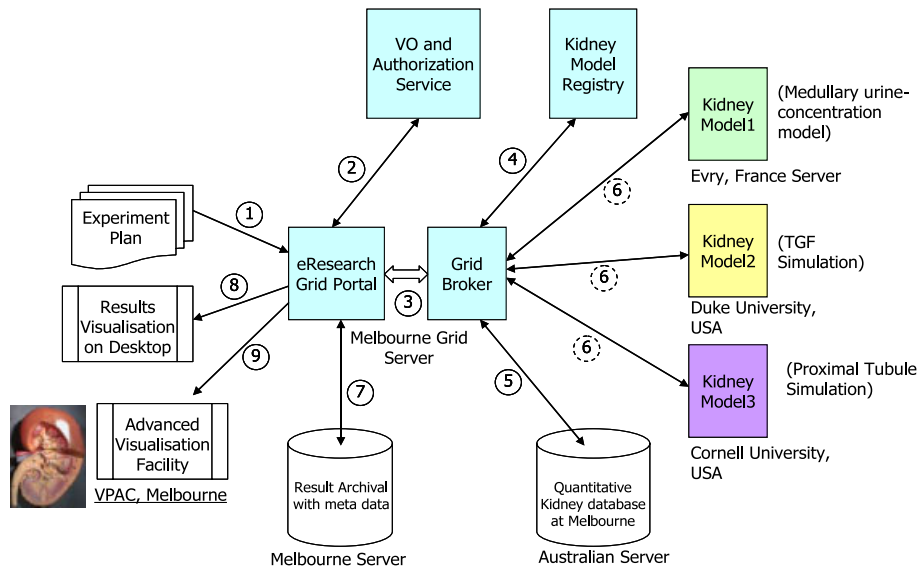 VO and
Authorization
Service
Kidney
Model
Registry
Kidney
Model1
(Medullary urine-
concentration
model)
Evry, France Server
2
4
6
1
Experiment
Plan
eResearch
Grid Portal
Grid
Broker
3
Melbourne Grid
Server
6
Kidney
Model2
(TGF
Simulation)
Duke University,
USA
8
Results
Visualisation
on Desktop
9
6
Kidney
Model3
(Proximal Tubule
Simulation)
Cornell University,
USA
7
5
Advanced
Visualisation
Facility
VPAC, Melbourne
Result Archival
with meta data
Melbourne Server
Quantitative
Kidney database
at Melbourne
Australian Server